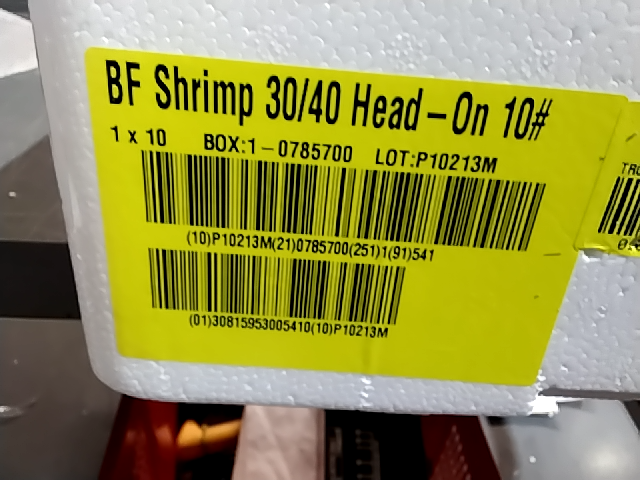 BF Shrimp 30/40 Head-On 10#
1 x 10 BOX:1-0785700 LOT:P10213M
(10)P10213M(21)0785700(251)1(91)541
(01)30815953005410(10)P10213M